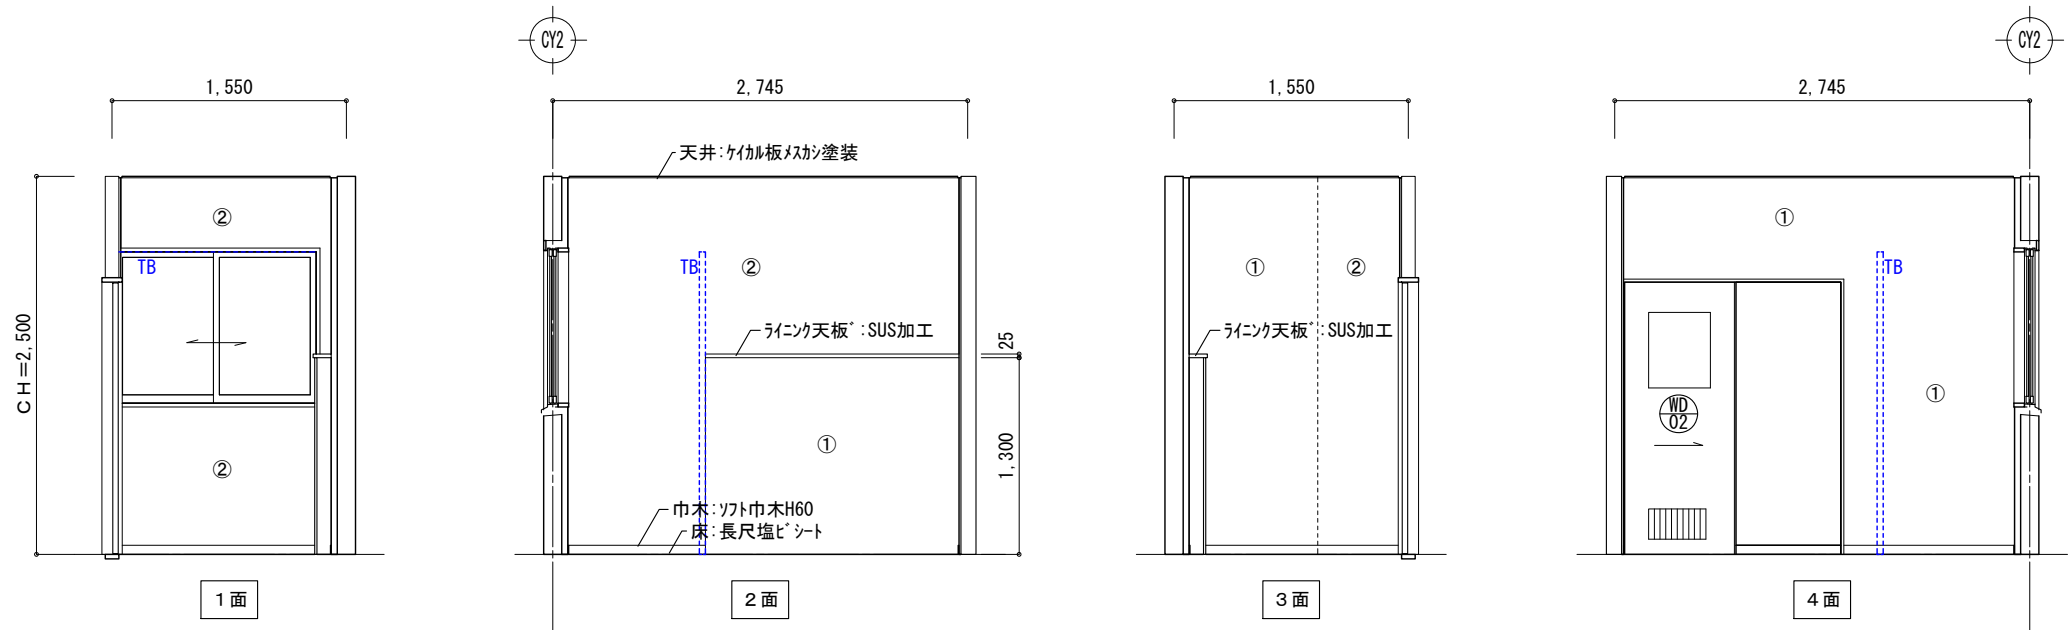 CY2
CY2
1,550
2,745
1,550
2,745
天井:ケイカル板メスカシ塗装
②
①
TB
TB
②
①
②
TB
CH=2,500
ライニング天板:SUS加工
25
ライニング天板:SUS加工
①
WD
02
②
①
1,300
巾木:ソフト巾木H60
床:長尺塩ビシート
1面
2面
3面
4面